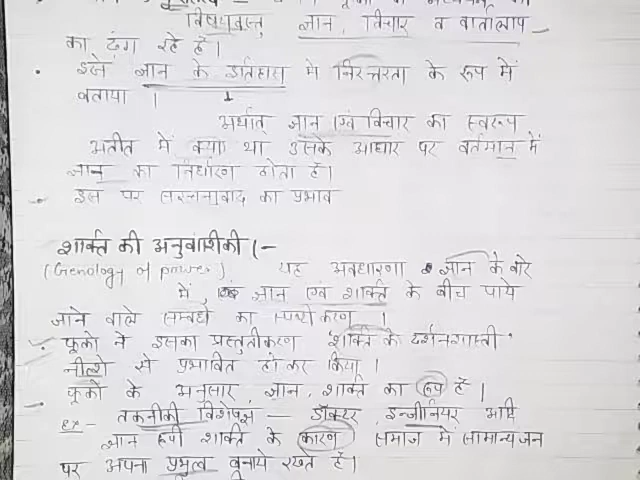 विषयवस्तु ज्ञान, विचार व वार्तालाप
का ढंग रहे हैं।
• इसे ज्ञान के इतिहास में निरन्तरता के रूप में
बताया ।
अर्थात् ज्ञान एवं विचार का स्वरूप
अतीत में क्या था उसके आधार पर वर्तमान में
ज्ञान का निर्धारण होता है।
• इस पर संरचनावाद का प्रभाव
शक्ति की अनुवांशिकी (-
(Genology of power) यह अवधारणा ज्ञान के बारे
में, ज्ञान एवं शक्ति के बीच पाये
जाने वाले सम्बंधों का स्पष्टीकरण ।
फूको ने इसका प्रस्तुतीकरण शक्ति के दर्शनशास्त्री
नीत्शे से प्रभावित होकर किया।
फूको के अनुसार, ज्ञान, शक्ति का रूप है।
ex- तकनीकी विशेषज्ञ - डॉक्टर, इन्जीनियर आदि
ज्ञान रूपी शक्ति के कारण समाज में सामान्यजन
पर अपना प्रभुत्व बनाये रखते हैं।